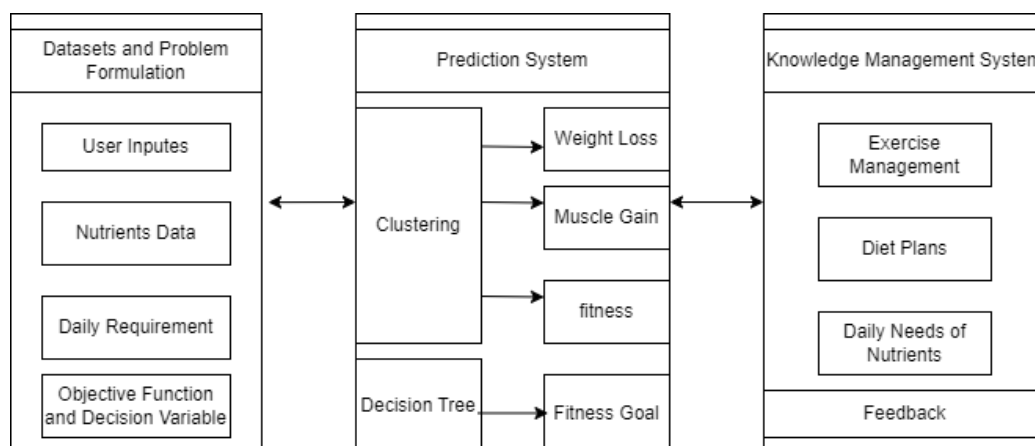 Datasets and Problem
Formulation
User Inputes
Nutrients Data
Daily Requirement
Objective Function
and Decision Variable
Prediction System
Clustering
Weight Loss
Muscle Gain
fitness
Decision Tree
Fitness Goal
Knowledge Management System
Exercise
Management
Diet Plans
Daily Needs of
Nutrients
Feedback